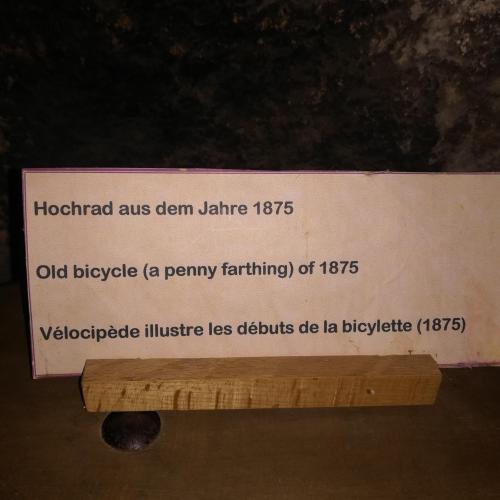 Hochrad aus dem Jahre 1875
Old bicycle (a penny farthing) of 1875
Vélocipède illustre les débuts de la bicylette (1875)